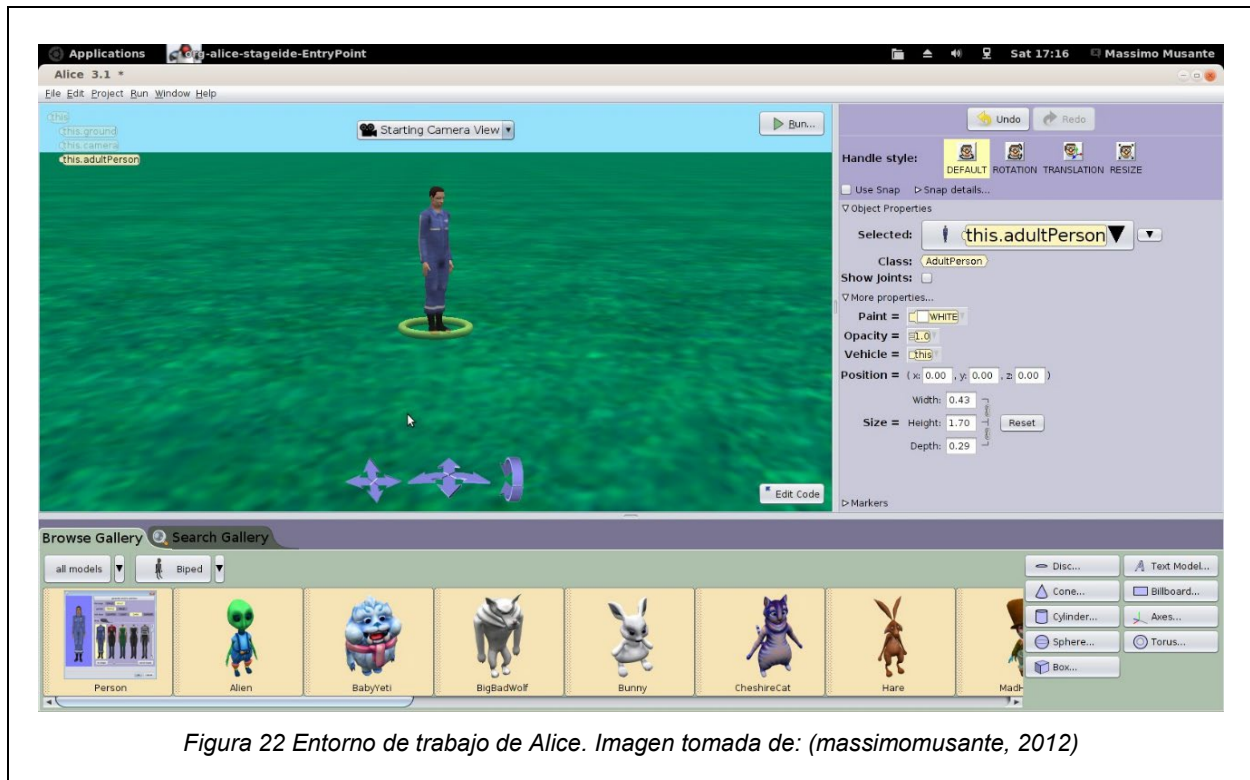 Applications org-alice-stageide-EntryPoint Sat 17:16 Massimo Musante
Alice 3.1 *
File Edit Project Run Window Help
this
this.ground
this.camera
this.adultPerson
Starting Camera View
Run...
Undo Redo
Handle style:
DEFAULT ROTATION TRANSLATION RESIZE
Use Snap Snap details...
Object Properties
Selected: this.adultPerson
Class: AdultPerson
Show Joints:
More properties...
Paint = WHITE
Opacity = 1.0
Vehicle = this
Position = ( x: 0.00 , y: 0.00 , z: 0.00 )
Width: 0.43
Size = Height: 1.70 Reset
Depth: 0.29
Markers
Edit Code
Browse Gallery Search Gallery
all models Biped
Person Alien BabyYeti BigBadWolf Bunny CheshireCat Hare
Disc... Text Model...
Cone... Billboard...
Cylinder... Axes...
Sphere... Torus...
Box...
Figura 22 Entorno de trabajo de Alice. Imagen tomada de: (massimomusante, 2012)